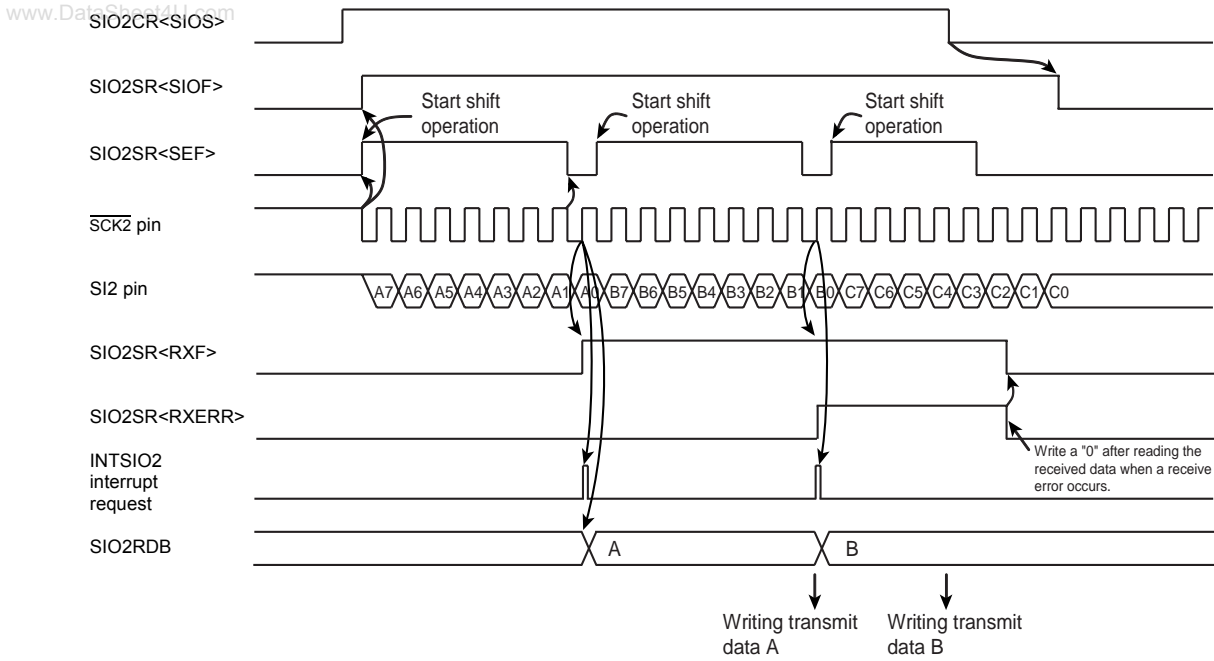 www.DataSheet4U.com
SIO2CR<SIOS>
SIO2SR<SIOF>
Start shift
operation
Start shift
operation
Start shift
operation
SIO2SR<SEF>
SCK2 pin
SI2 pin
A7 A6 A5 A4 A3 A2 A1 A0 B7 B6 B5 B4 B3 B2 B1 B0 C7 C6 C5 C4 C3 C2 C1 C0
SIO2SR<RXF>
SIO2SR<RXERR>
Write a "0" after reading the
received data when a receive
error occurs.
INTSIO2
interrupt
request
SIO2RDB
A
B
Writing transmit
data A
Writing transmit
data B